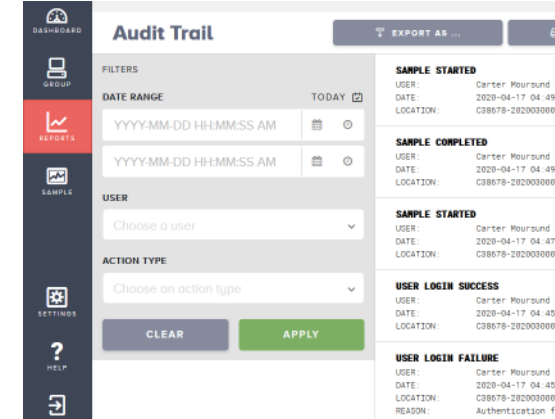 DASHBOARD
GROUP
REPORTS
SAMPLE
SETTINGS
?
HELP
Audit Trail
EXPORT AS ...
FILTERS
DATE RANGE TODAY
YYYY-MM-DD HH:MM:SS AM
YYYY-MM-DD HH:MM:SS AM
USER
Choose a user
ACTION TYPE
Choose an action type
CLEAR APPLY
SAMPLE STARTED
USER: Carter Moursund
DATE: 2020-04-17 04:49
LOCATION: C38678-202003000
SAMPLE COMPLETED
USER: Carter Moursund
DATE: 2020-04-17 04:49
LOCATION: C38678-202003000
SAMPLE STARTED
USER: Carter Moursund
DATE: 2020-04-17 04:47
LOCATION: C38678-202003000
USER LOGIN SUCCESS
USER: Carter Moursund
DATE: 2020-04-17 04:45
LOCATION: C38678-202003000
USER LOGIN FAILURE
USER: Carter Moursund
DATE: 2020-04-17 04:45
LOCATION: C38678-202003000
REASON: Authentication f